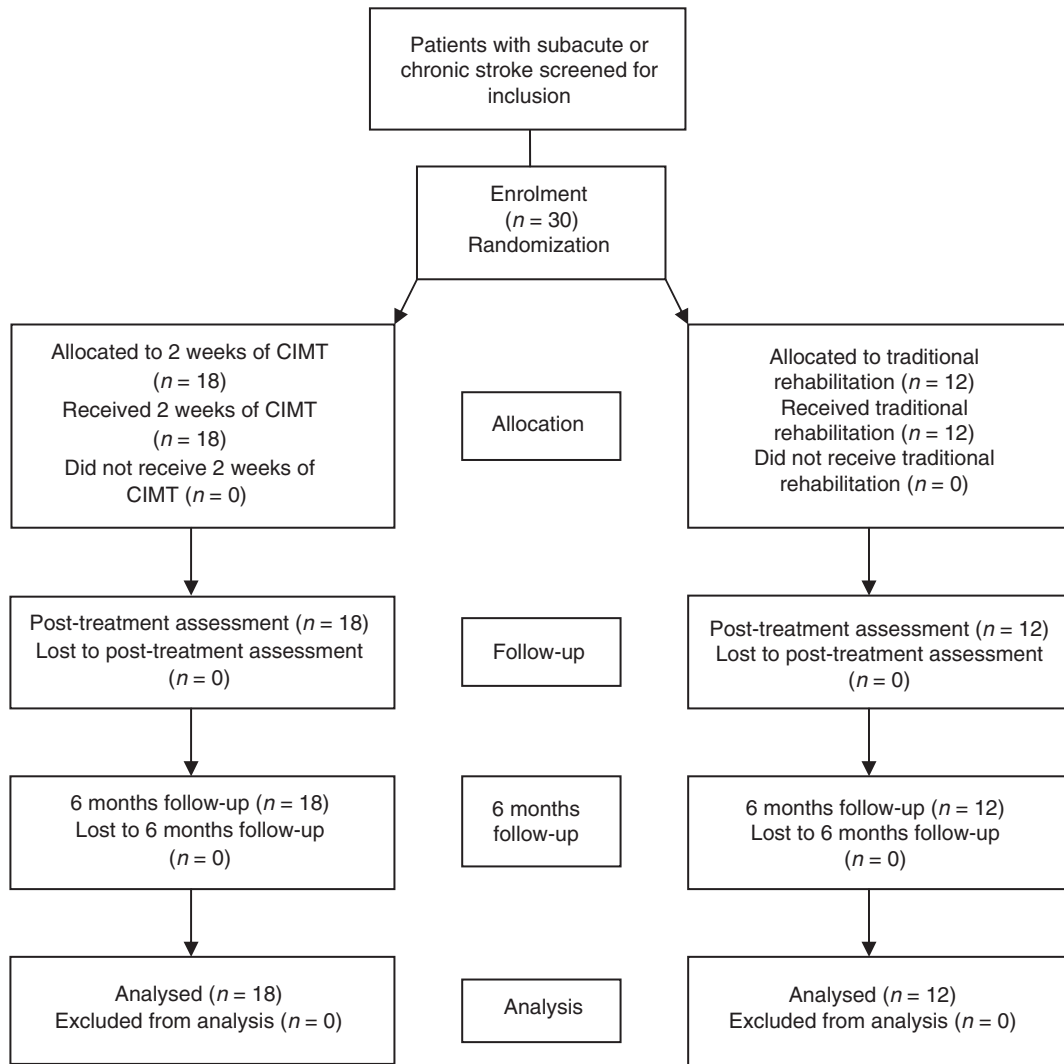 Patients with subacute or
chronic stroke screened for
inclusion
Enrolment
(n = 30)
Randomization
Allocated to 2 weeks of CIMT
(n = 18)
Received 2 weeks of CIMT
(n = 18)
Did not receive 2 weeks of
CIMT (n = 0)
Allocation
Allocated to traditional
rehabilitation (n = 12)
Received traditional
rehabilitation (n = 12)
Did not receive traditional
rehabilitation (n = 0)
Post-treatment assessment (n = 18)
Lost to post-treatment assessment
(n = 0)
Follow-up
Post-treatment assessment (n = 12)
Lost to post-treatment assessment
(n = 0)
6 months follow-up (n = 18)
Lost to 6 months follow-up
(n = 0)
6 months
follow-up
6 months follow-up (n = 12)
Lost to 6 months follow-up
(n = 0)
Analysed (n = 18)
Excluded from analysis (n = 0)
Analysis
Analysed (n = 12)
Excluded from analysis (n = 0)